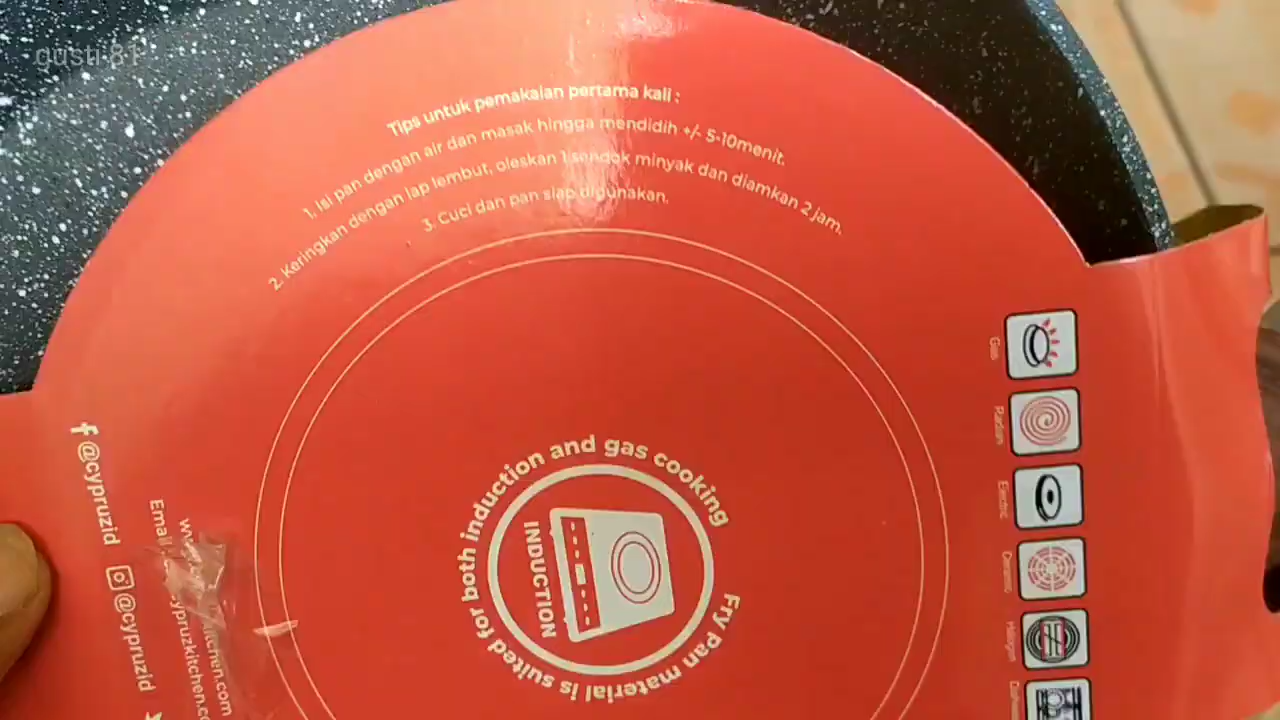 gusti 81
Tips untuk pemakaian pertama kali :
1. Isi pan dengan air dan masak hingga mendidih +/- 5-10menit.
2. Keringkan dengan lap lembut, oleskan 1 sendok minyak dan diamkan 2 jam.
3. Cuci dan pan siap digunakan.
Gas
Radian
Electric
Ceramic
Halogen
Fry Pan material is suited for both induction and gas cooking
INDUCTION
@cypruzid
@cypruzid
Email